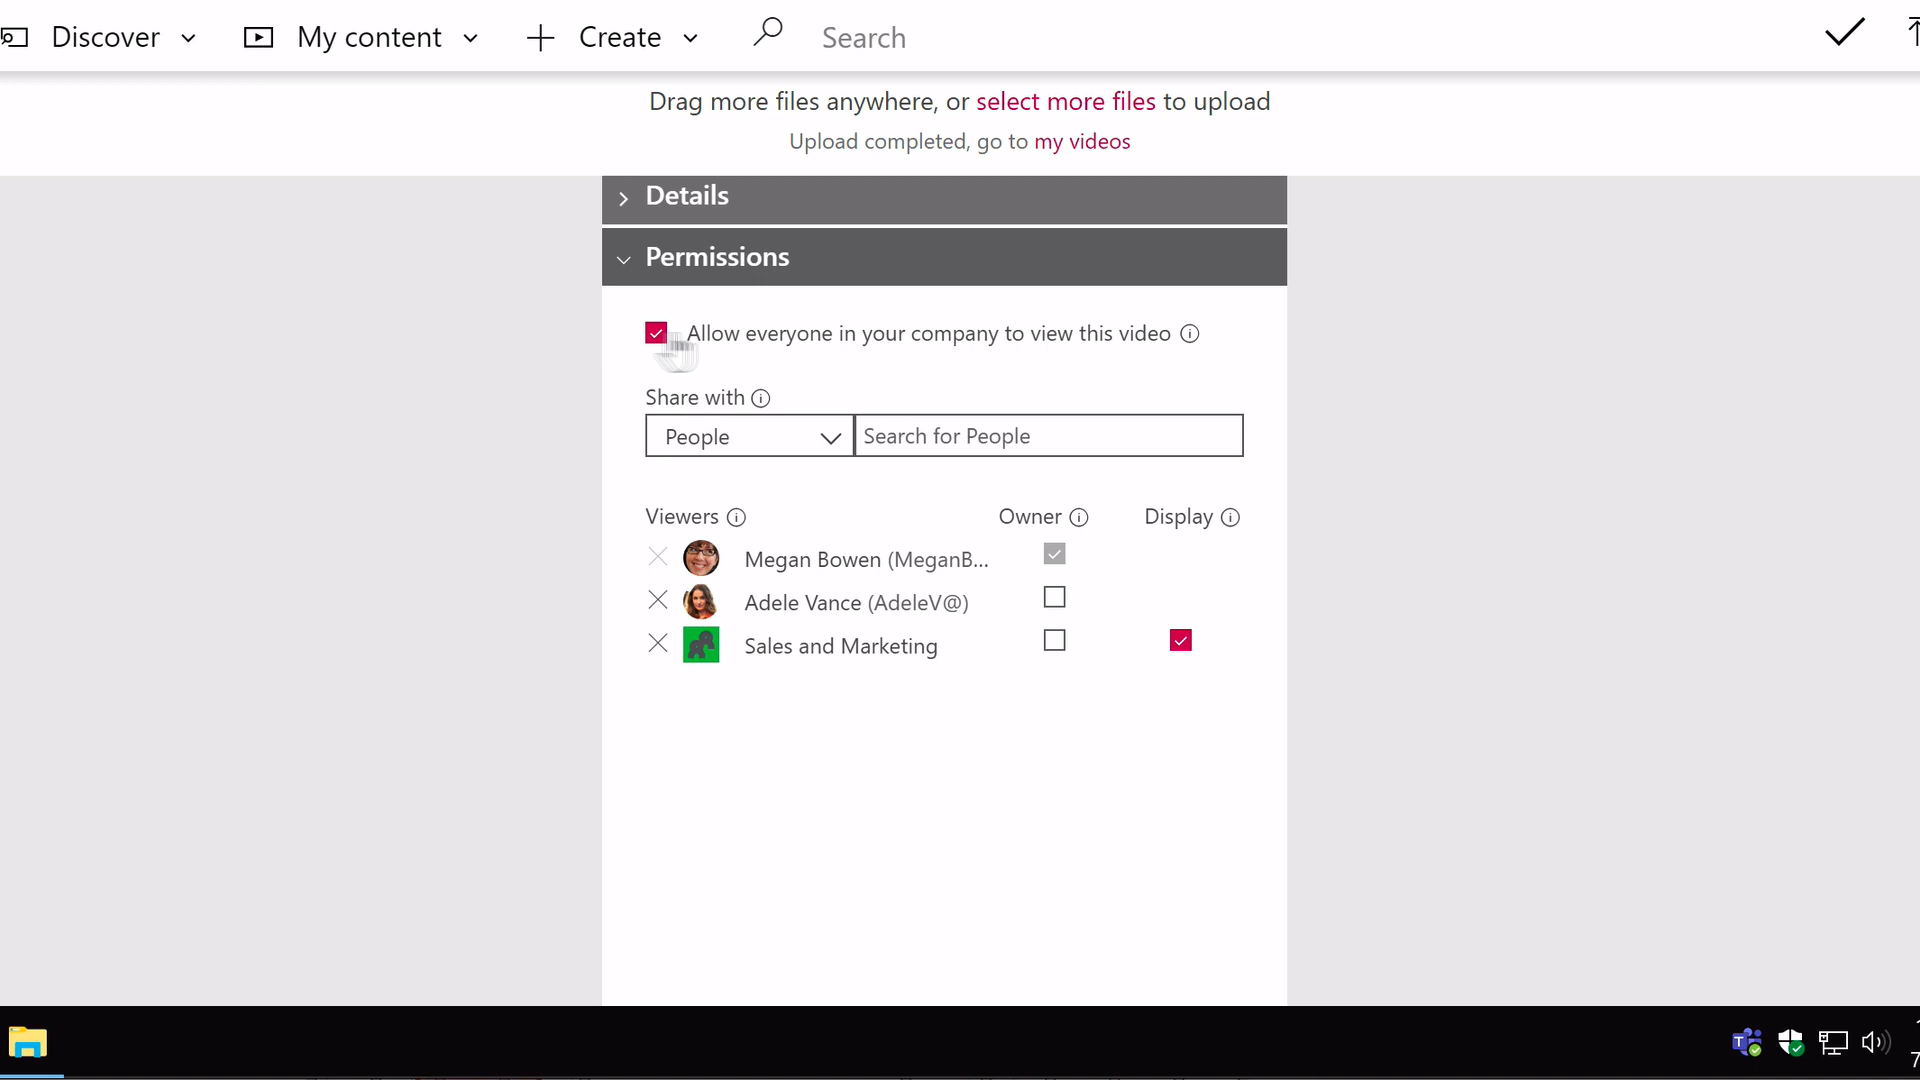 Discover My content Create Search
Drag more files anywhere, or select more files to upload
Upload completed, go to my videos
Details
Permissions
Allow everyone in your company to view this video
Share with
People Search for People
Viewers Owner Display
Megan Bowen (MeganB...
Adele Vance (AdeleV@)
Sales and Marketing